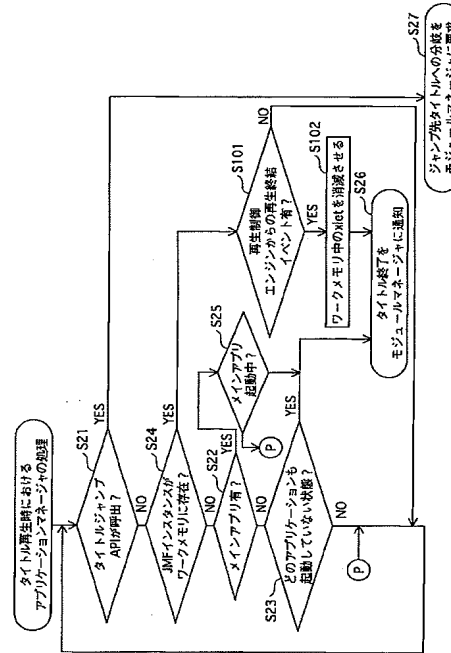 タイトル再生時における
アプリケーションマネージャの処理
S21
タイトルジャンプ
APIが呼出？
YES
NO
S24
JMFインスタンスが
ワークメモリに存在？
YES
NO
S22
メインアプリ有？
YES
NO
S25
メインアプリ
起動中？
P
S23
どのアプリケーションも
起動していない状態？
YES
NO
P
S101
再生制御
エンジンからの再生終結
イベント有？
NO
YES
S102
ワークメモリ中のxletを消滅させる
S26
タイトル終了を
モジュールマネージャに通知
S27
ジャンプ先タイトルへの分岐を